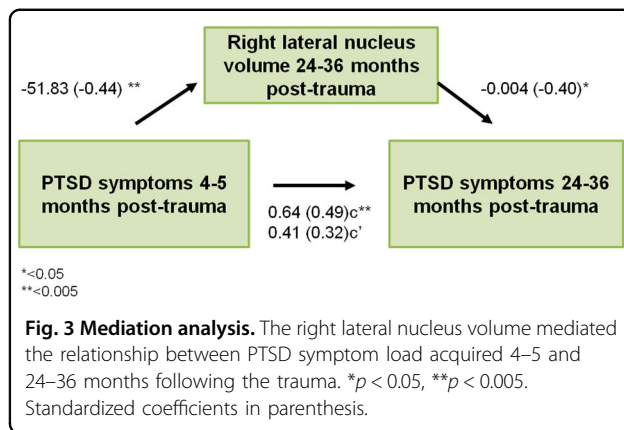 Right lateral nucleus
volume 24-36 months
post-trauma
-51.83 (-0.44) **
-0.004 (-0.40)*
PTSD symptoms 4-5
months post-trauma
PTSD symptoms 24-36
months post-trauma
0.64 (0.49)c**
0.41 (0.32)c'
*<0.05
**<0.005
Fig. 3 Mediation analysis. The right lateral nucleus volume mediated
the relationship between PTSD symptom load acquired 4–5 and
24–36 months following the trauma. *p < 0.05, **p < 0.005.
Standardized coefficients in parenthesis.